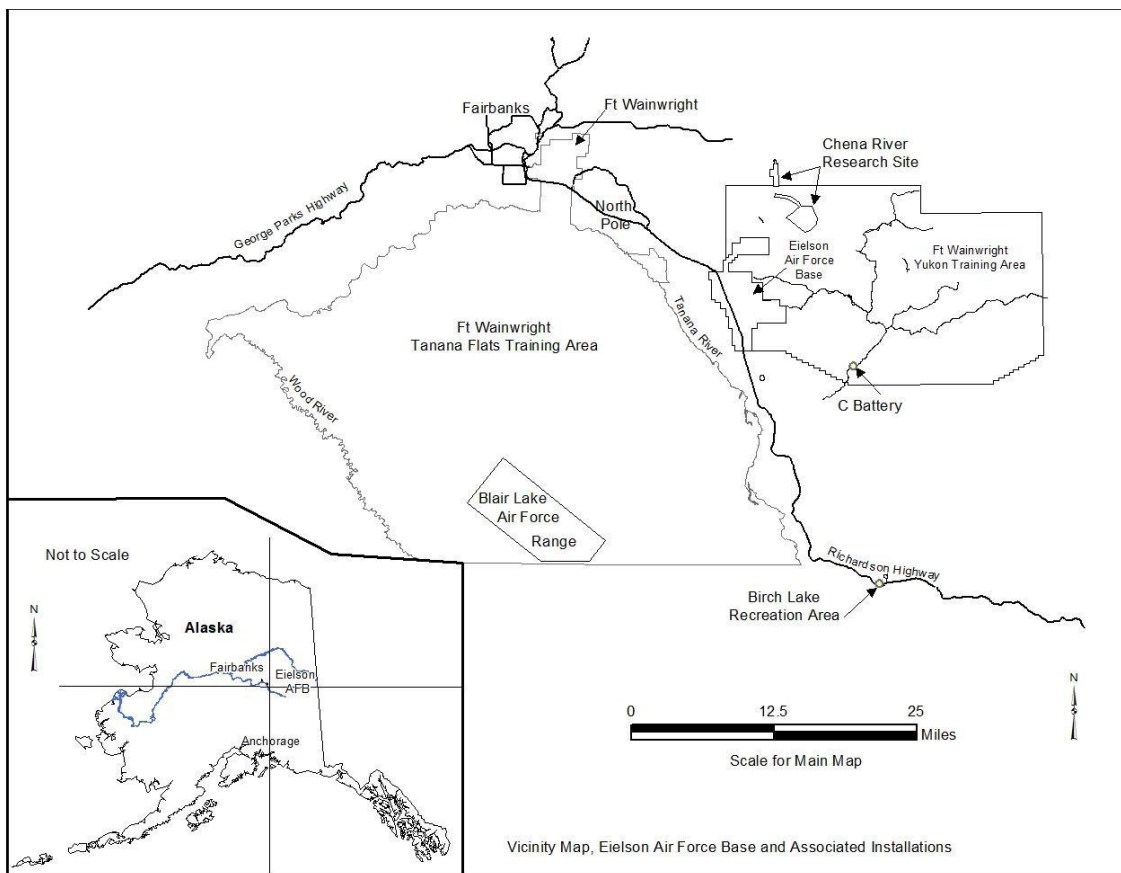 Fairbanks
Ft Wainwright
Chena River
Research Site
George Parks Highway
North
Pole
Eielson
Air Force
Base
Ft Wainwright
Yukon Training Area
Ft Wainwright
Tanana Flats Training Area
Tanana River
Wood River
C Battery
Blair Lake
Air Force
Range
Richardson Highway
Birch Lake
Recreation Area
Not to Scale
N
Alaska
Fairbanks
Eielson
AFB
Anchorage
N
0 12.5 25
Miles
Scale for Main Map
Vicinity Map, Eielson Air Force Base and Associated Installations